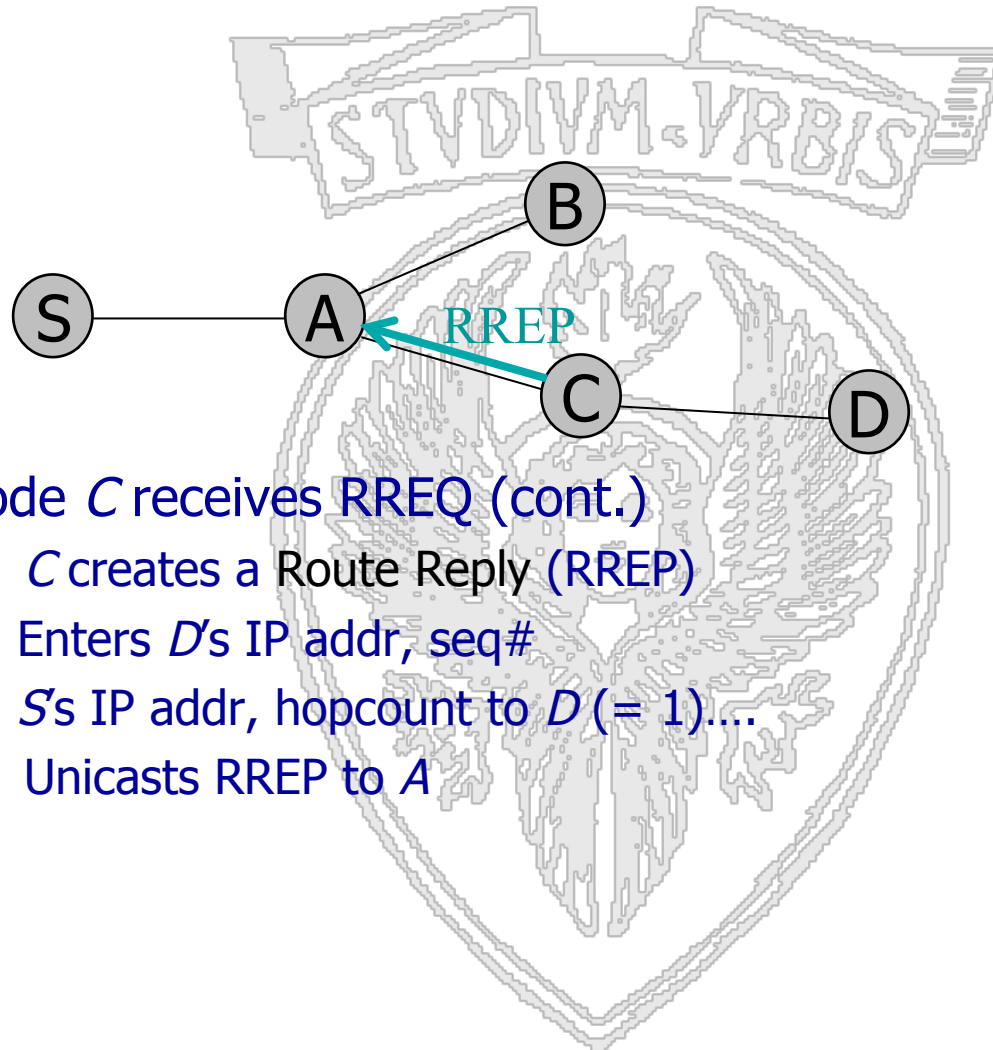 STVDIVM VRBIS
B
S
A
RREP
C
D
ode C receives RREQ (cont.)
C creates a Route Reply (RREP)
Enters D's IP addr, seq#
S's IP addr, hopcount to D (= 1)....
Unicasts RREP to A